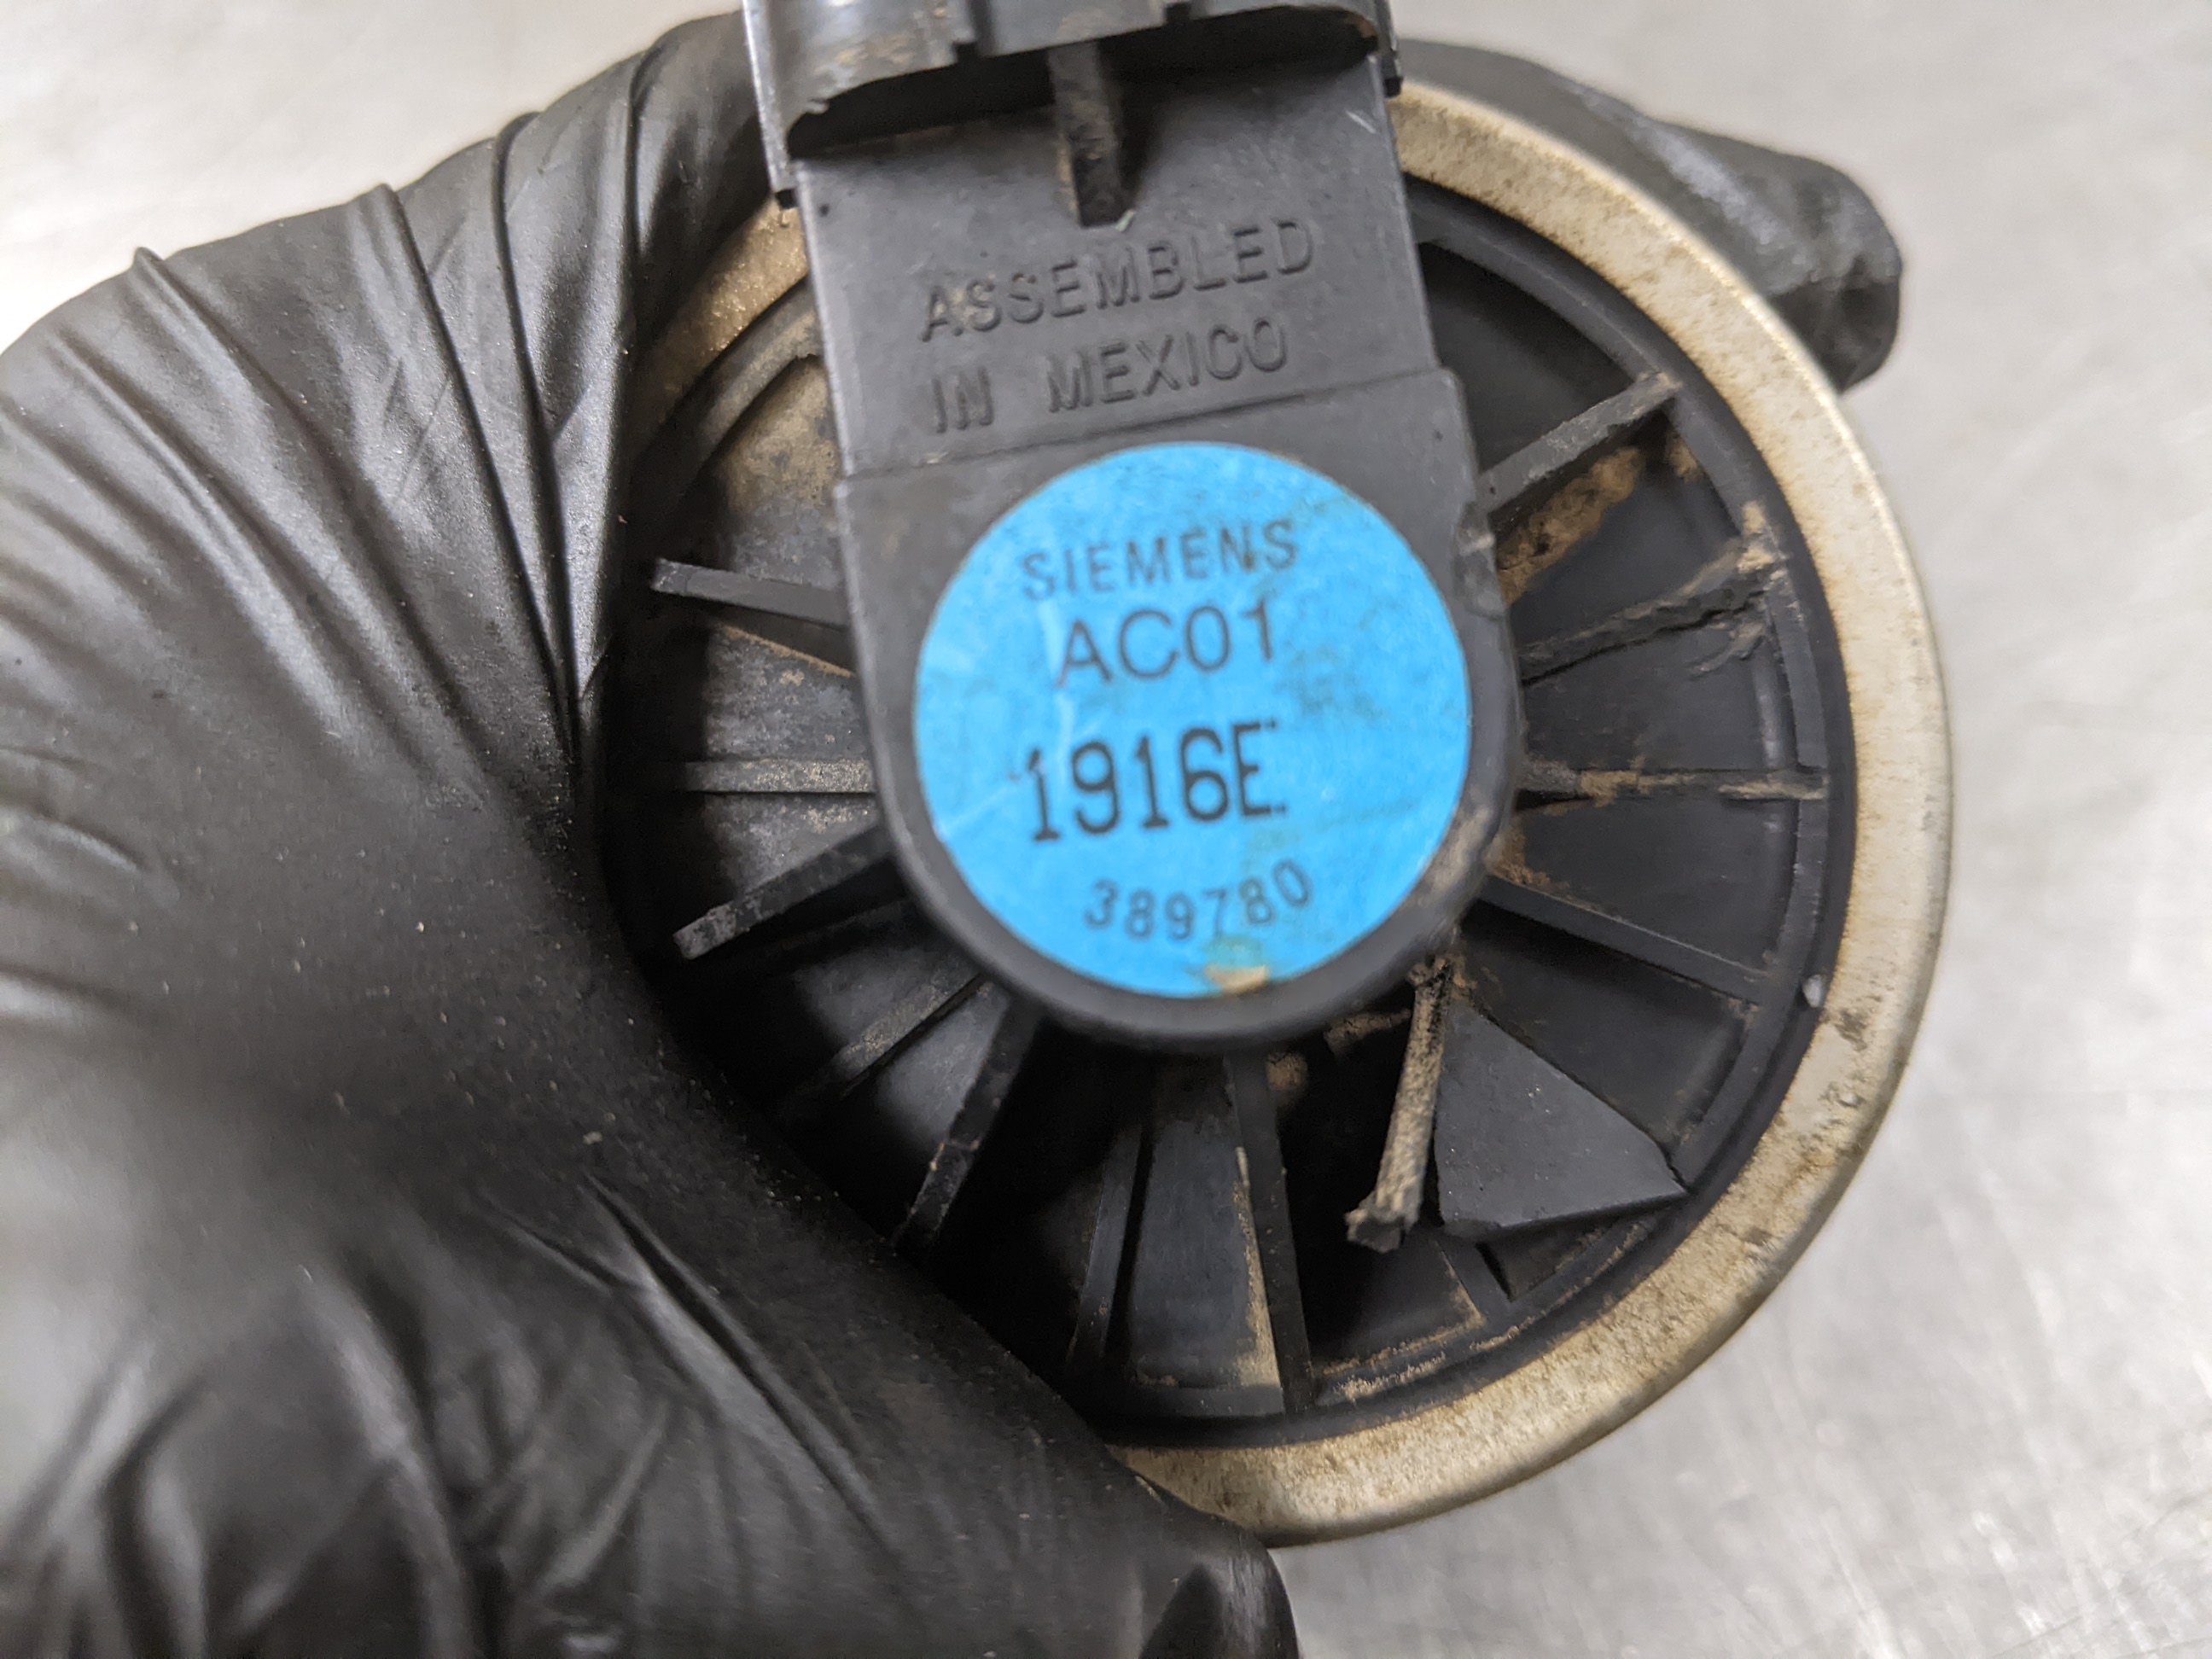 ASSEMBLED
IN MEXICO
SIEMENS
AC01
1916E
389780